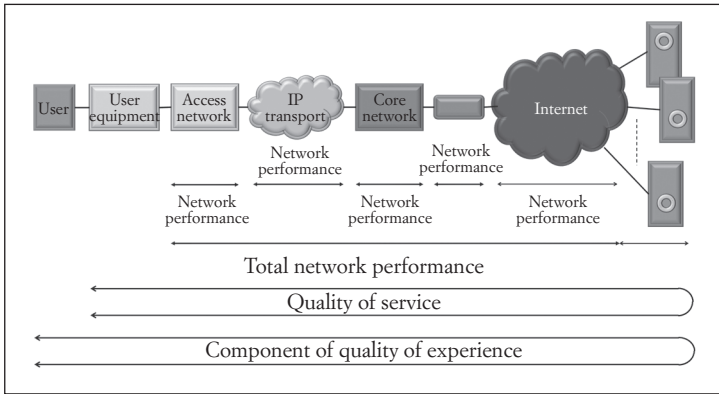 User
User
equipment
Access
network
IP
transport
Core
network
Internet
Network
performance
Network
performance
Network
performance
Network
performance
Network
performance
Total network performance
Quality of service
Component of quality of experience